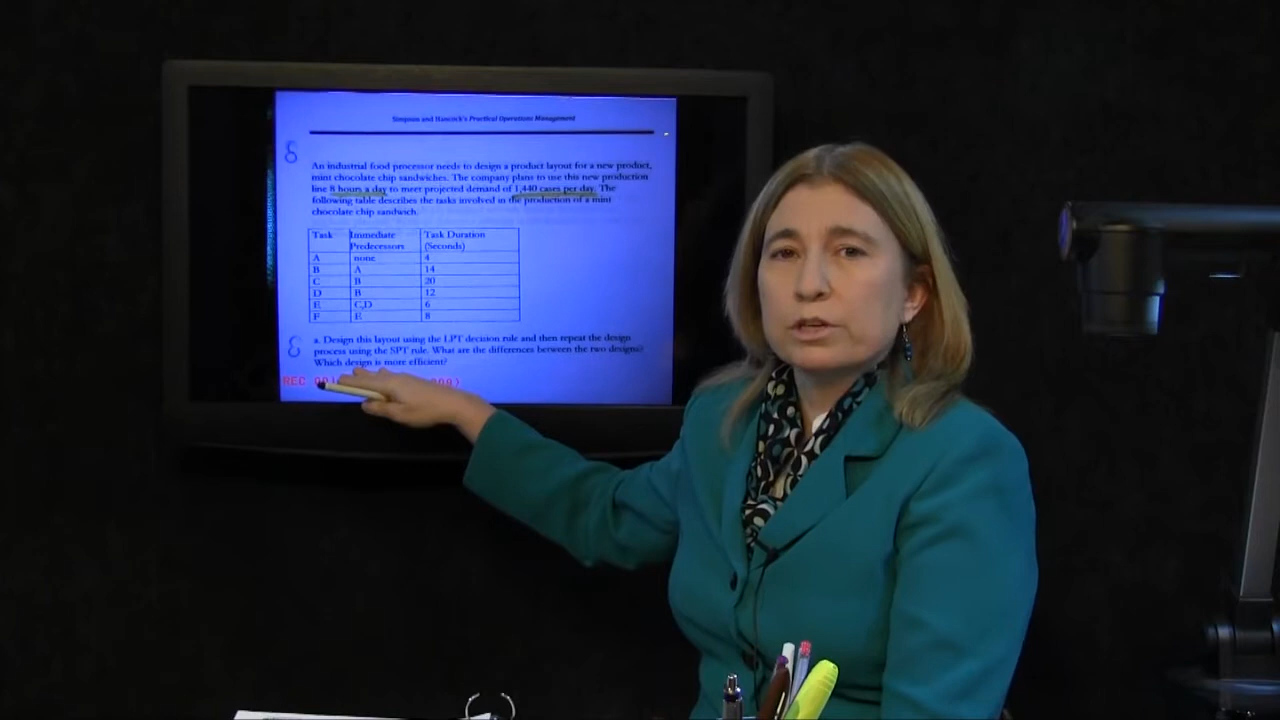 Simpson and Hancock's Practical Operations Management
8
An industrial food processor needs to design a product layout for a new product,
mint chocolate chip sandwiches. The company plans to use this new production
line 8 hours a day to meet projected demand of 1,440 cases per day. The
following table describes the tasks involved in the production of a mint
chocolate chip sandwich.
Task Immediate Predecessors Task Duration (Seconds)
A none 4
B A 14
C B 20
D B 12
E C,D 6
F E 8
8 a. Design this layout using the LPT decision rule and then repeat the design
process using the SPT rule. What are the differences between the two designs?
Which design is more efficient?
REC